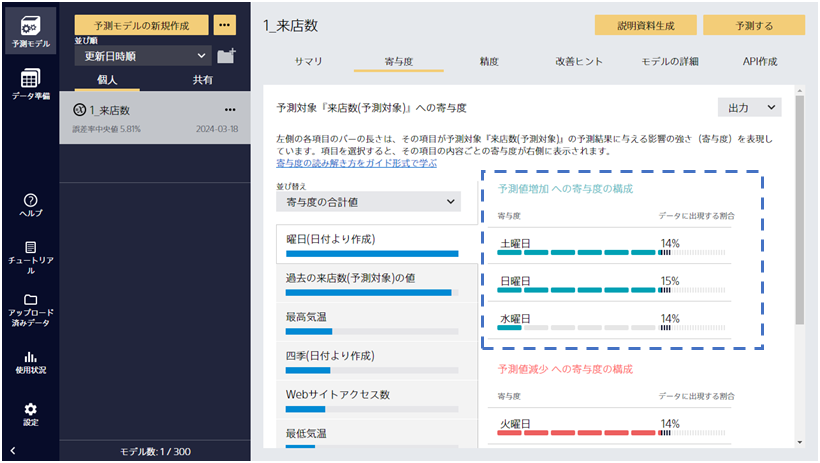 予測モデル
データ準備
ヘルプ
チュートリア
ル
アップロード
済みデータ
使用状況
設定
予測モデルの新規作成
並び順
更新日時順
個人
共有
1_来店数
誤差率中央値 5.81%
2024-03-18
モデル数: 1 / 300
1_来店数
説明資料生成
予測する
サマリ
寄与度
精度
改善ヒント
モデルの詳細
API作成
予測対象『来店数(予測対象)』への寄与度
出力
左側の各項目のバーの長さは、その項目が予測対象『来店数(予測対象)』の予測結果に与える影響の強さ（寄与度）を表現し
ています。項目を選択すると、その項目の内容ごとの寄与度が右側に表示されます。
寄与度の読み解き方をガイド形式で学ぶ
並び替え
寄与度の合計値
曜日(日付より作成)
過去の来店数(予測対象)の値
最高気温
四季(日付より作成)
Webサイトアクセス数
最低気温
予測値増加 への寄与度の構成
寄与度
データに出現する割合
土曜日
14%
日曜日
15%
水曜日
14%
予測値減少 への寄与度の構成
寄与度
データに出現する割合
火曜日
14%